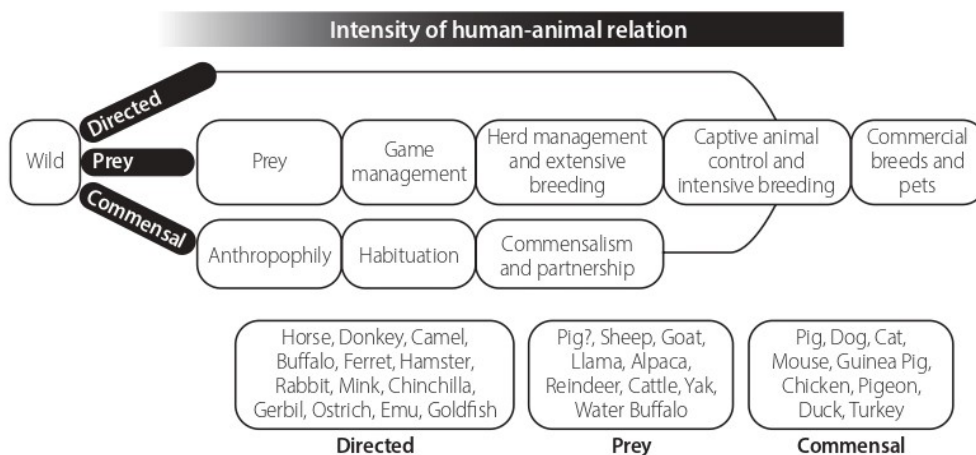 Intensity of human-animal relation
Directed
Wild
Prey
Commensal
Prey
Game
management
Herd management
and extensive
breeding
Captive animal
control and
intensive breeding
Commercial
breeds and
pets
Anthropophily
Habituation
Commensalism
and partnership
Horse, Donkey, Camel,
Buffalo, Ferret, Hamster,
Rabbit, Mink, Chinchilla,
Gerbil, Ostrich, Emu, Goldfish
Directed
Pig?, Sheep, Goat,
Llama, Alpaca,
Reindeer, Cattle, Yak,
Water Buffalo
Prey
Pig, Dog, Cat,
Mouse, Guinea Pig,
Chicken, Pigeon,
Duck, Turkey
Commensal